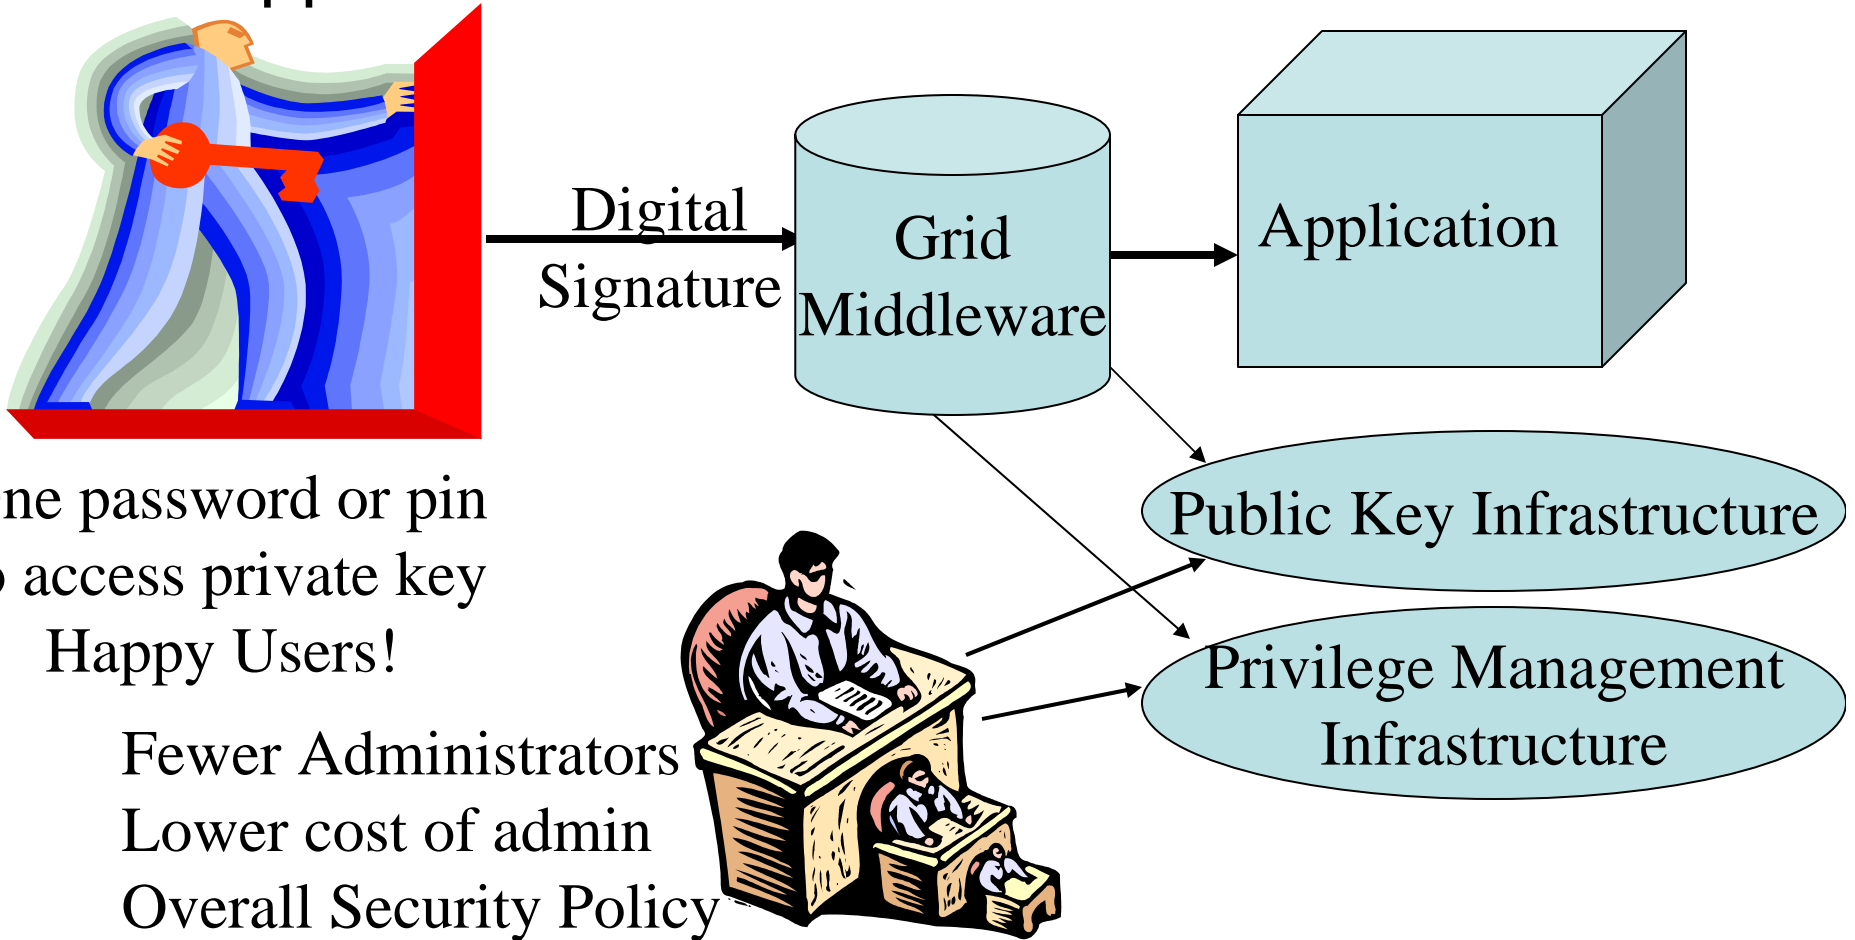 Digital
Signature
Grid
Middleware
Application
password or pin
access private key
Happy Users!
Public Key Infrastructure
Privilege Management
Infrastructure
Fewer Administrators
Lower cost of admin
Overall Security Policy